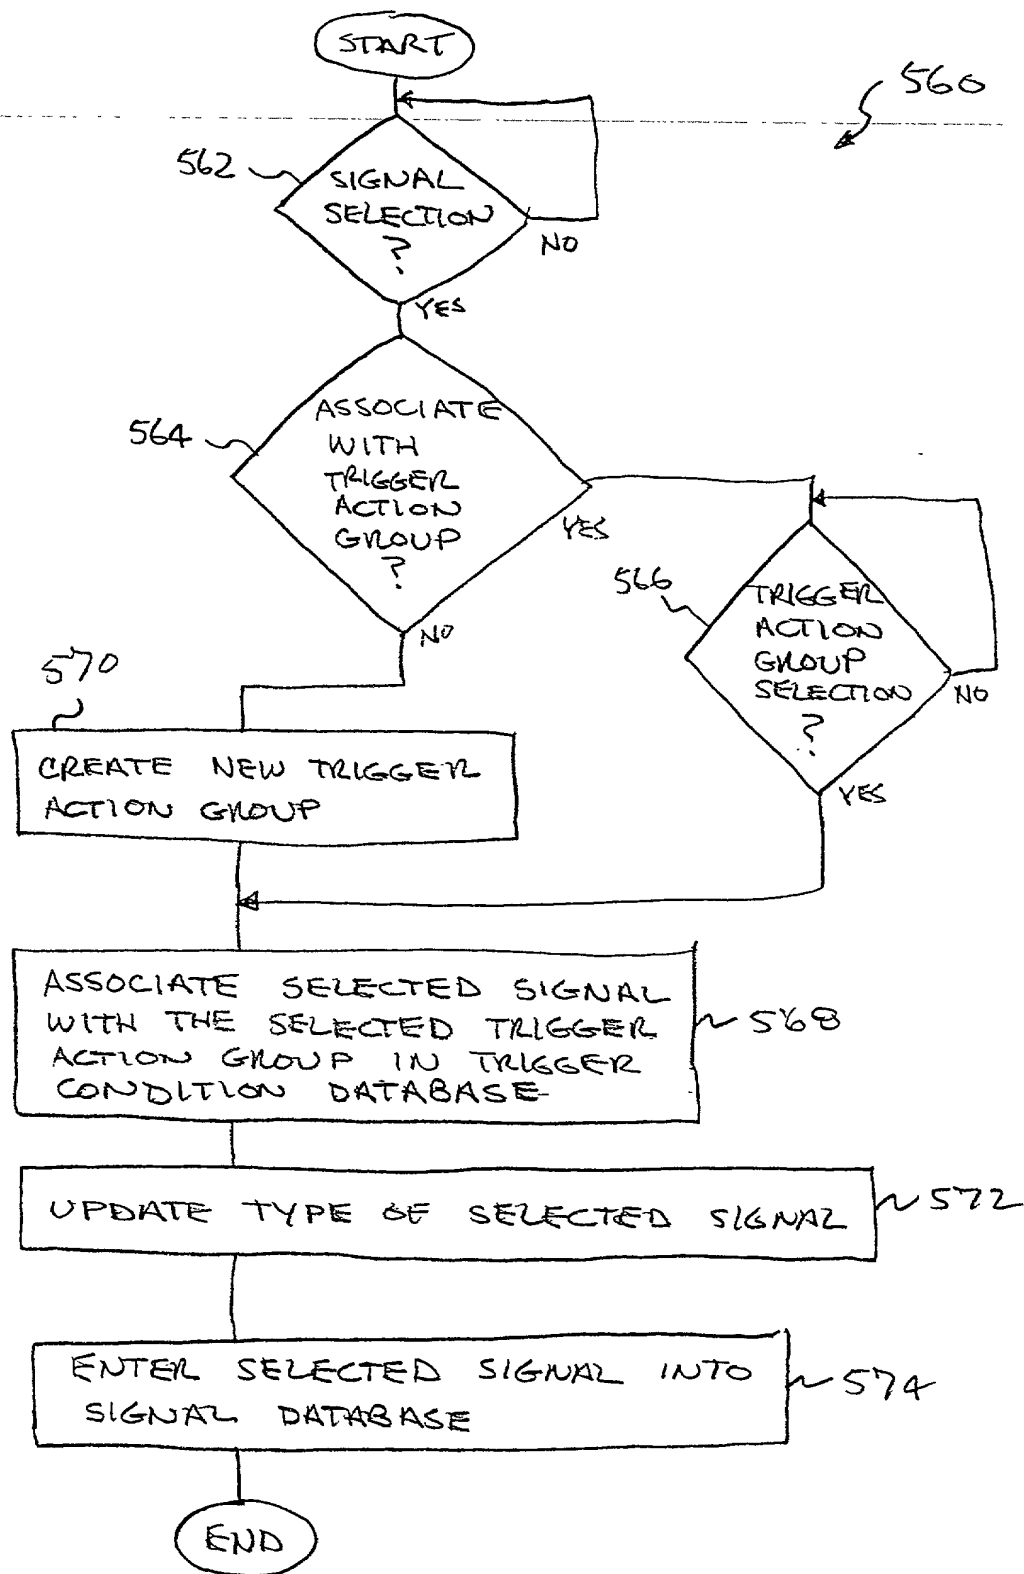 START
560
562
SIGNAL
SELECTION
?
NO
YES
564
ASSOCIATE
WITH
TRIGGER
ACTION
GROUP
?
YES
NO
566
TRIGGER
ACTION
GROUP
SELECTION
?
NO
YES
570
CREATE NEW TRIGGER
ACTION GROUP
ASSOCIATE SELECTED SIGNAL
WITH THE SELECTED TRIGGER
ACTION GROUP IN TRIGGER
CONDITION DATABASE
568
UPDATE TYPE OF SELECTED SIGNAL
572
ENTER SELECTED SIGNAL INTO
SIGNAL DATABASE
574
END